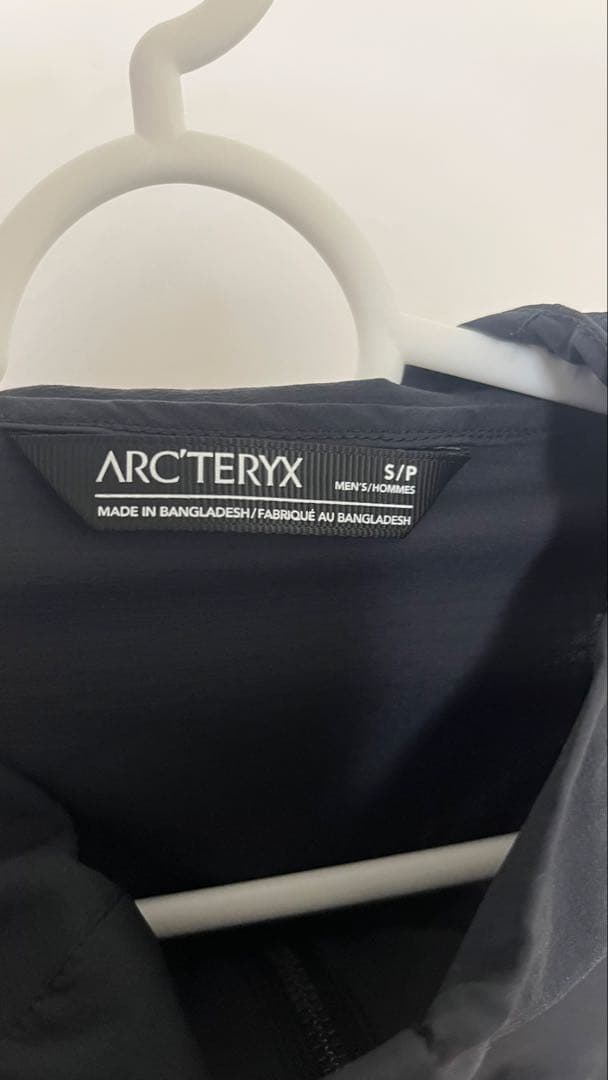 ARC'TERYX
S/P
MEN'S/HOMMES
MADE IN BANGLADESH/FABRIQUÉ AU BANGLADESH